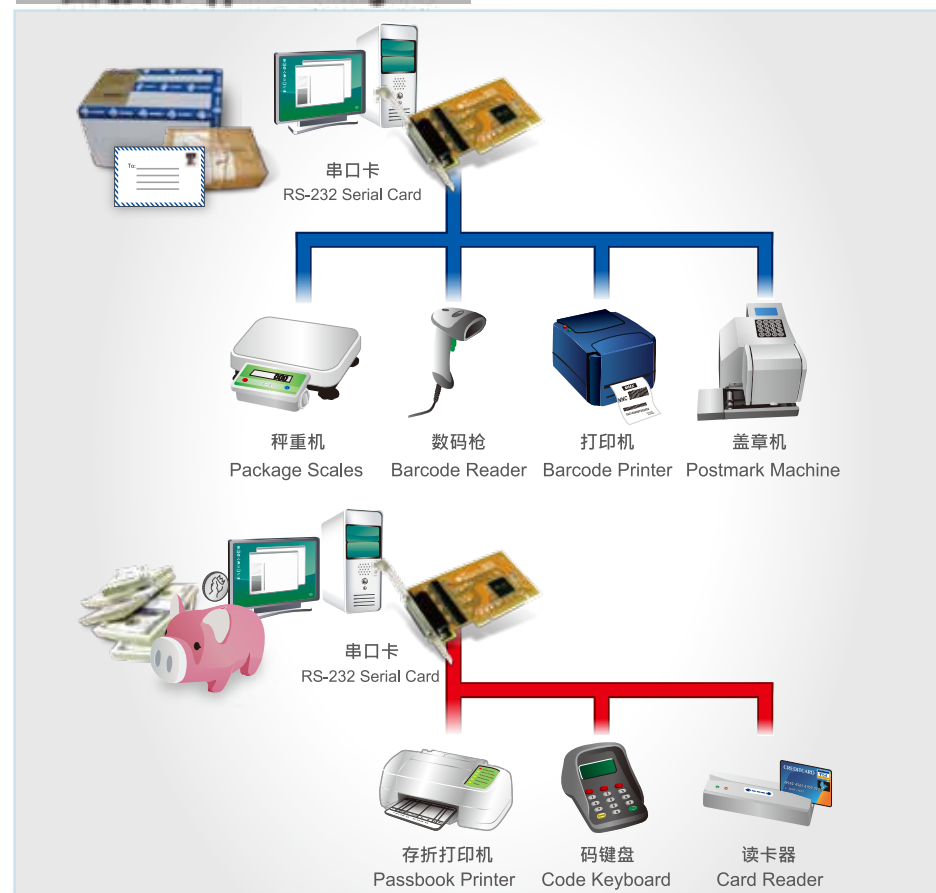 To:
串口卡
RS-232 Serial Card
秤重机
Package Scales
数码枪
Barcode Reader
打印机
Barcode Printer
盖章机
Postmark Machine
串口卡
RS-232 Serial Card
CREDITCARD
存折打印机
Passbook Printer
码键盘
Code Keyboard
读卡器
Card Reader